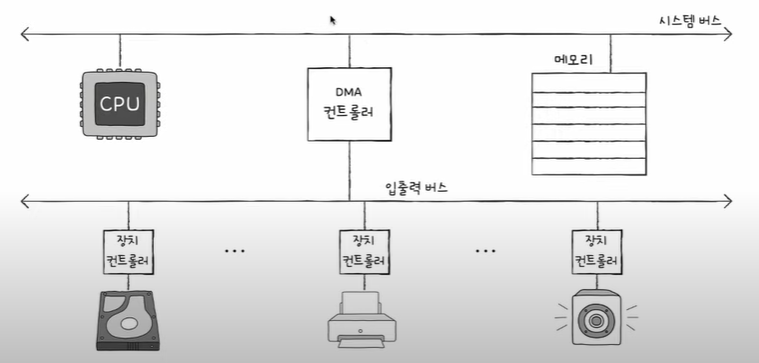 시스템 버스
메모리
CPU
DMA
컨트롤러
입출력 버스
장치
컨트롤러
...
장치
컨트롤러
...
장치
컨트롤러